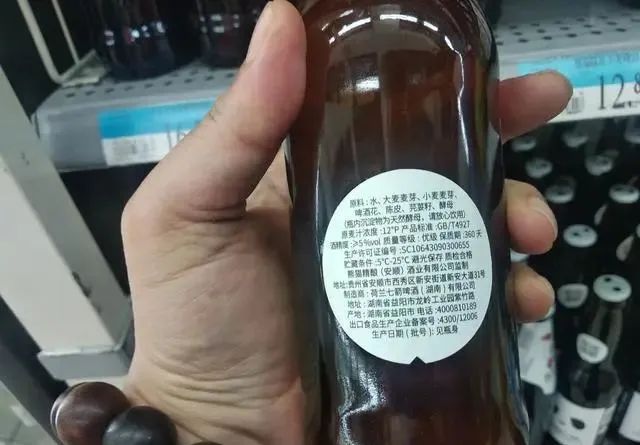 原料:水、大麦麦芽、小麦麦芽、
啤酒花、陈皮、芫荽籽、酵母
(瓶内沉淀物为天然酵母,请放心饮用)
原麦汁浓度:12°P 产品标准:GB/T4927
酒精度:≥5%vol 质量等级:优级 保质期:360天
生产许可证编号:SC10643090300655
贮藏条件:5℃-25℃ 避光保存 质检合格
熊猫精酿(安顺)酒业有限公司监制
地址:贵州省安顺市西秀区新安街道新安大道31号
制造商:荷兰七箭啤酒(湖南)有限公司
地址:湖南省益阳市龙岭工业园紫竹路
产地:湖南省益阳市 电话:4000810189
出口食品生产企业备案号:4300/12006
生产日期(批号):见瓶身
12.8